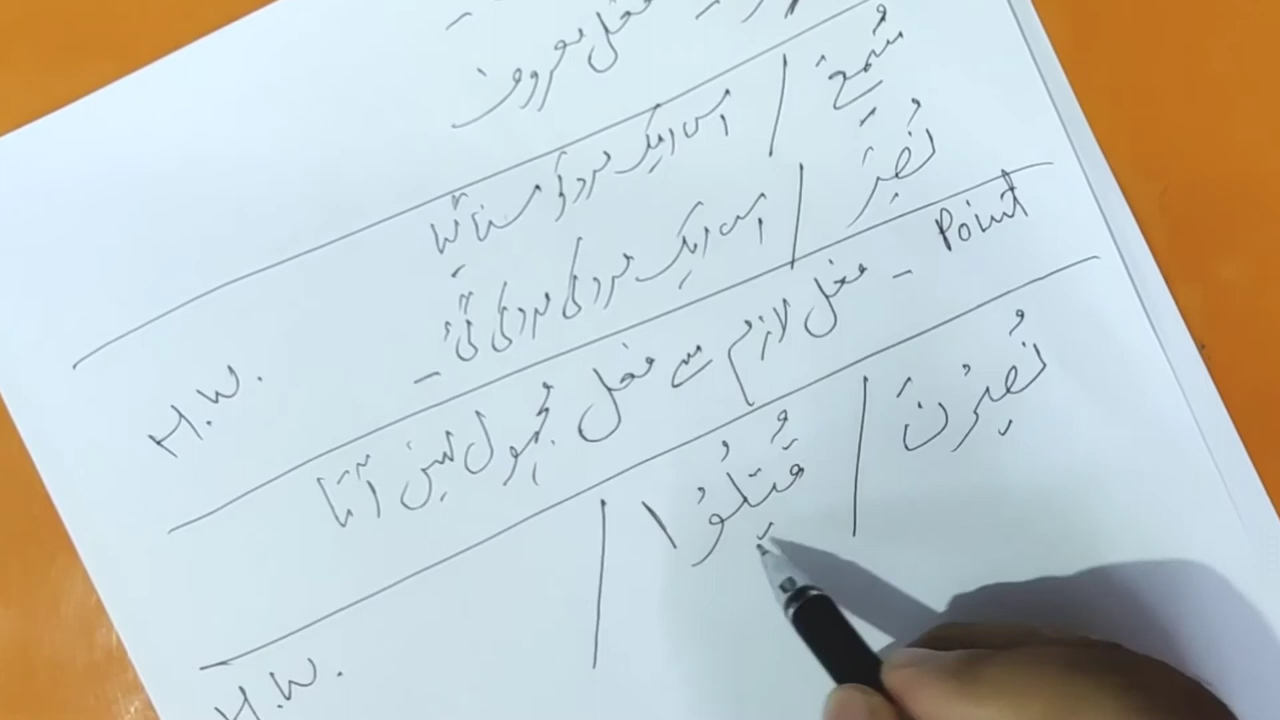 فعل معروف
سُمِعَ / اس ایک مرد کو سنا گیا
نُصِرَ / اس ایک مرد کی مدد کی گئی۔
H.W.
Point - فعل لازم سے فعل مجہول نہیں آتا
نُصِرْنَ / قُتِلُوْا /
H.W.